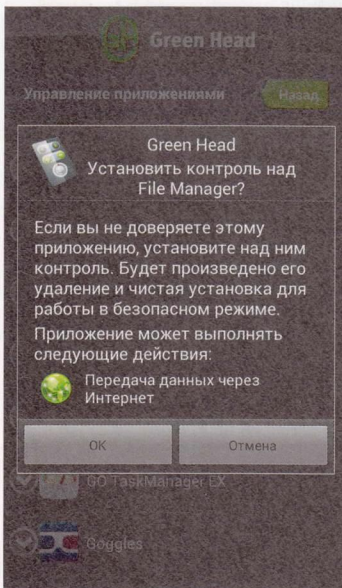 Green Head
Управление приложениями
Назад
Green Head
Установить контроль над
File Manager?
Если вы не доверяете этому
приложению, установите над ним
контроль. Будет произведено его
удаление и чистая установка для
работы в безопасном режиме.
Приложение может выполнять
следующие действия:
Передача данных через
Интернет
ОК
Отмена
GO TaskManager EX
Goggles